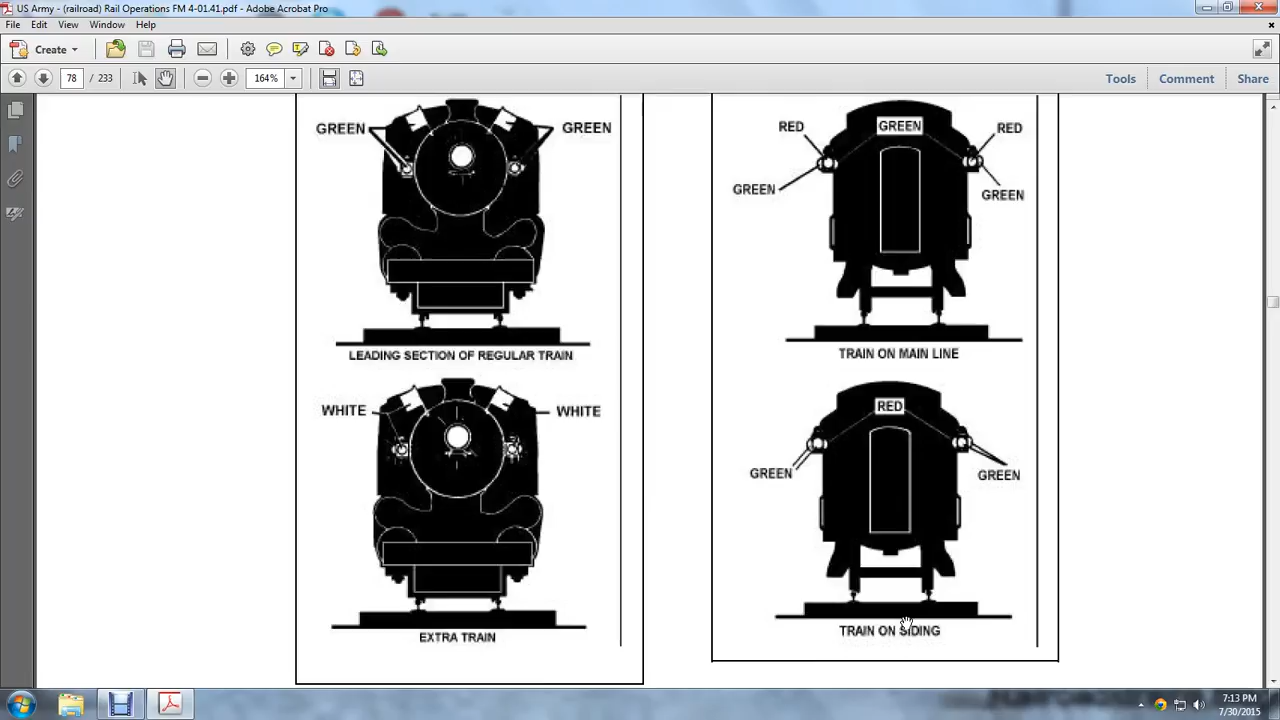 US Army - (railroad) Rail Operations FM 4-01.41.pdf - Adobe Acrobat Pro
File Edit View Window Help
Create
78 / 233 164% Tools Comment Share
GREEN GREEN
LEADING SECTION OF REGULAR TRAIN
WHITE WHITE
EXTRA TRAIN
RED GREEN RED
GREEN GREEN
TRAIN ON MAIN LINE
RED
GREEN GREEN
TRAIN ON SIDING
7:13 PM
7/30/2015